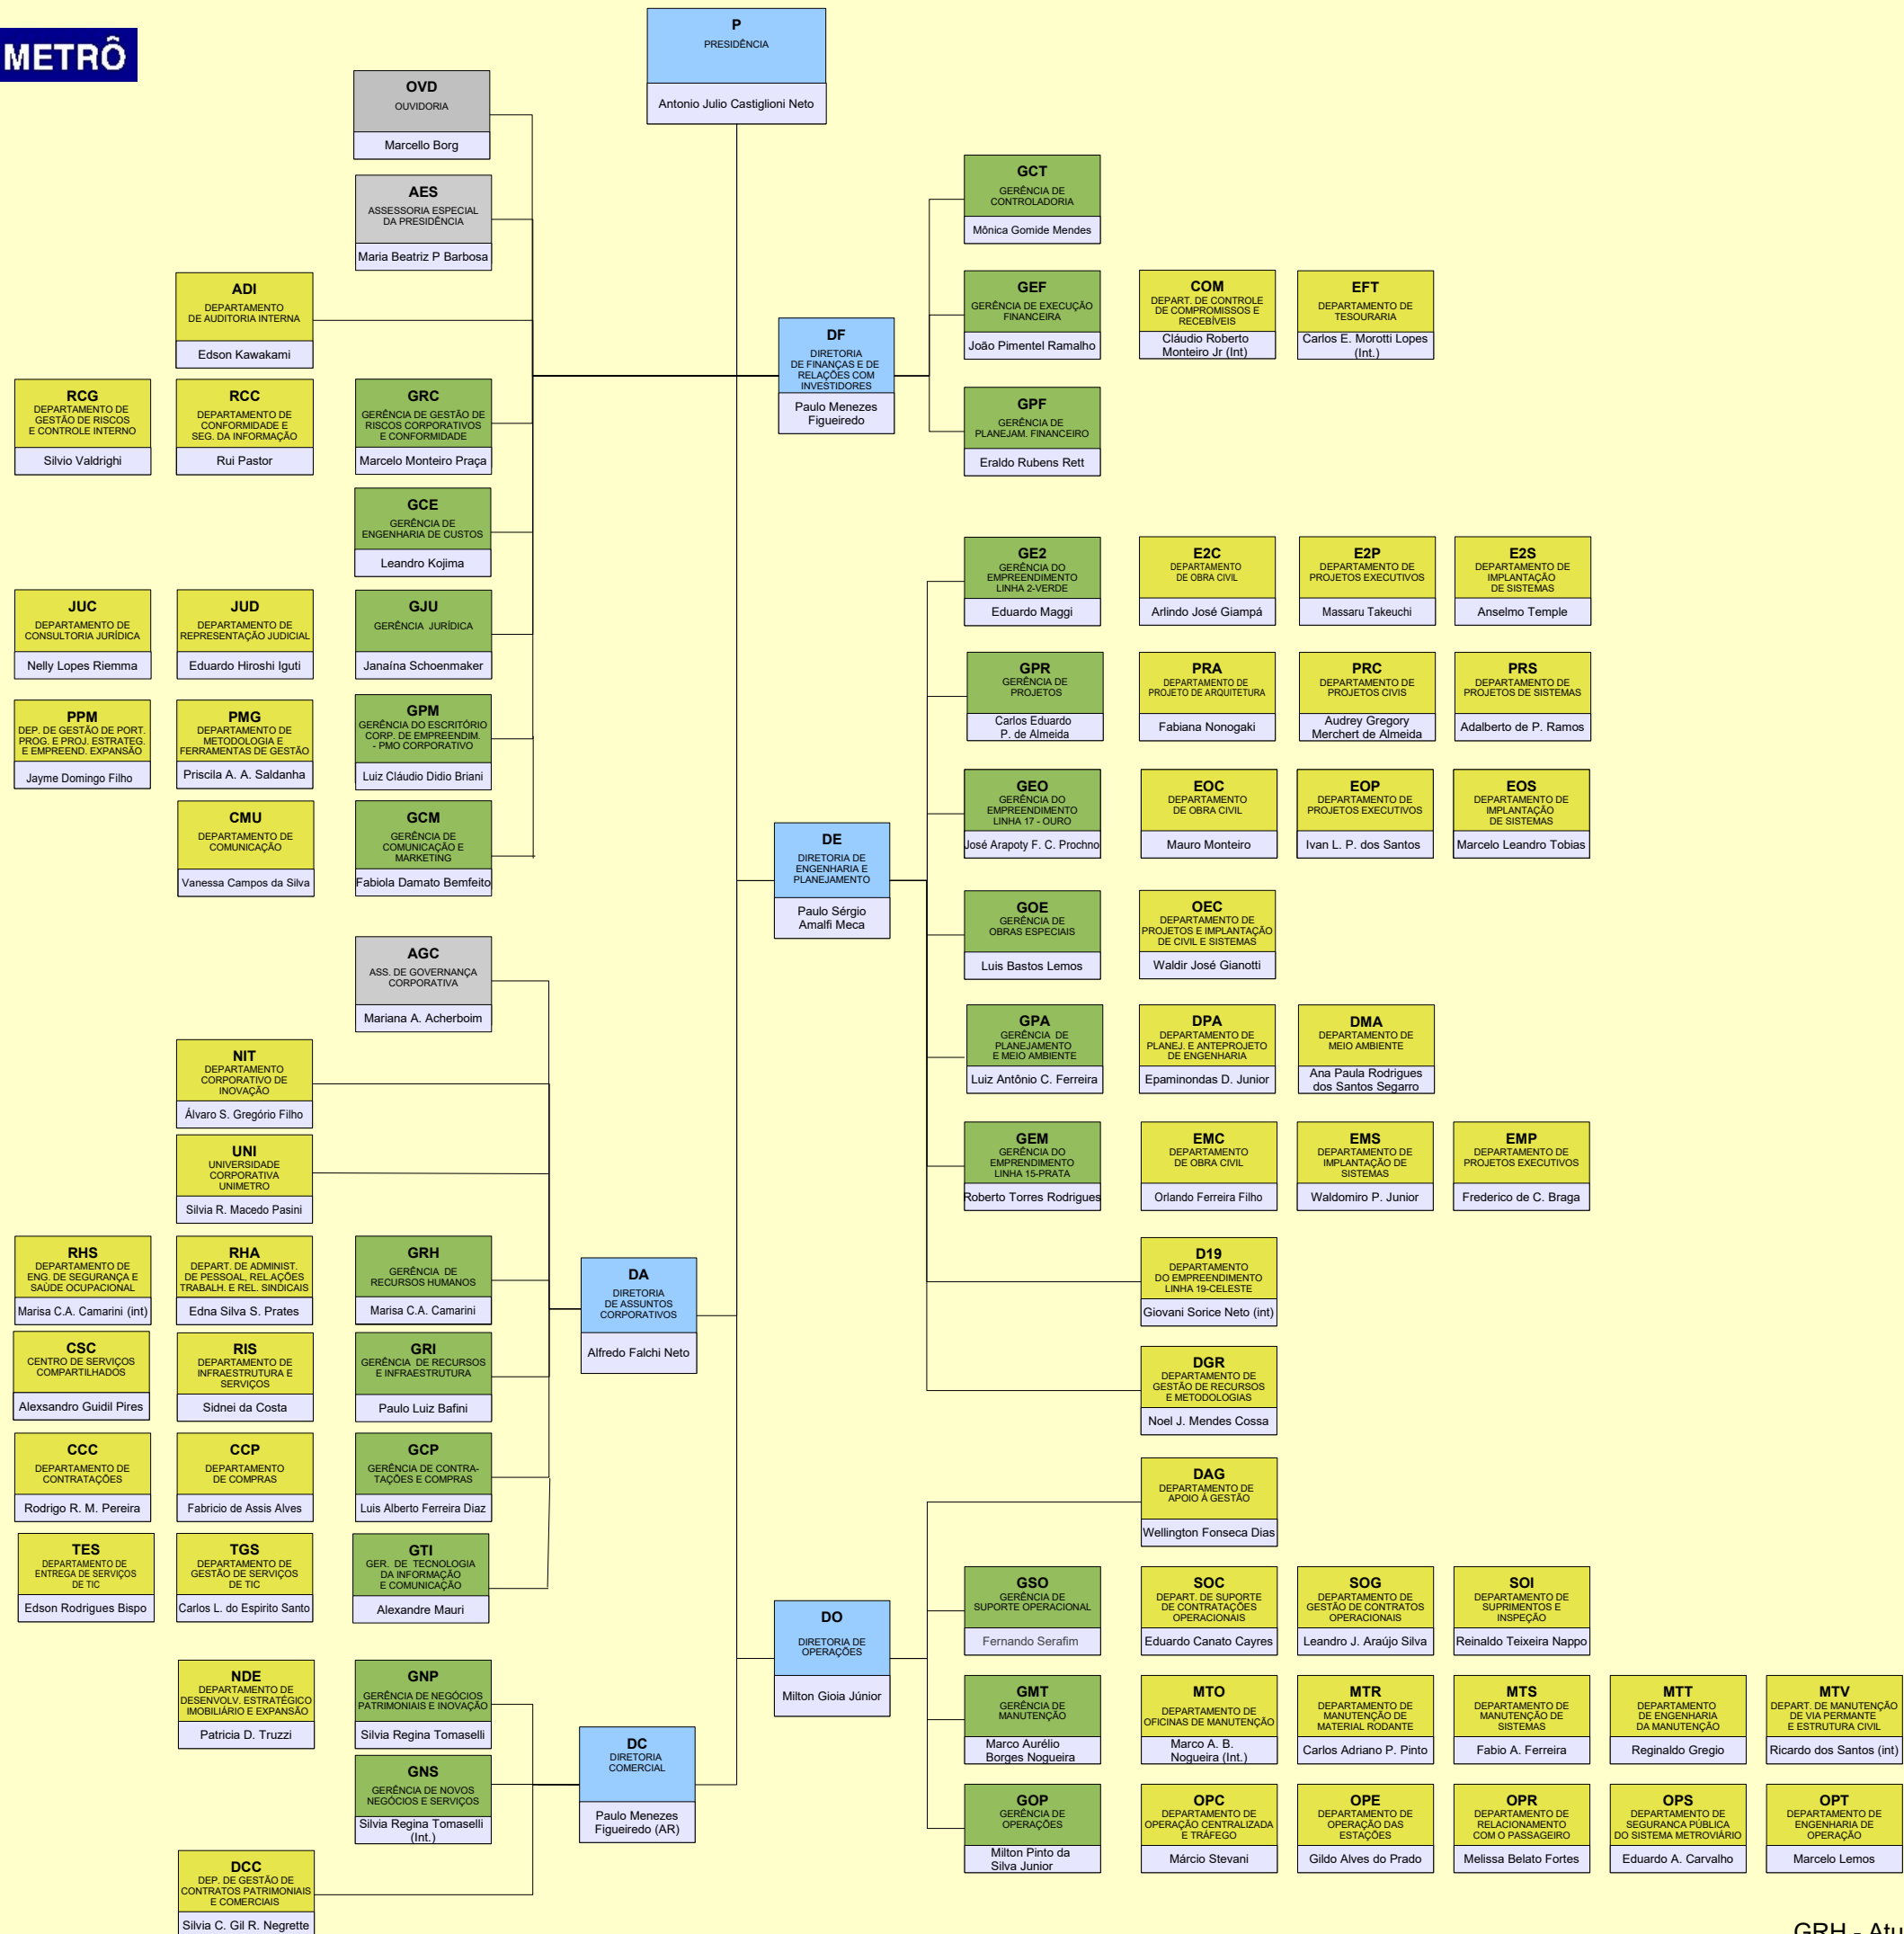 METRÔ
P
PRESIDÊNCIA
Antonio Julio Castiglioni Neto
OVD
OUVIDORIA
Marcello Borg
AES
ASSESSORIA ESPECIAL
DA PRESIDÊNCIA
Maria Beatriz P Barbosa
ADI
DEPARTAMENTO
DE AUDITORIA INTERNA
Edson Kawakami
RCG
DEPARTAMENTO DE
GESTÃO DE RISCOS
E CONTROLE INTERNO
Silvio Valdrighi
RCC
DEPARTAMENTO DE
CONFORMIDADE E
SEG. DA INFORMAÇÃO
Rui Pastor
GRC
GERÊNCIA DE GESTÃO DE
RISCOS CORPORATIVOS
E CONFORMIDADE
Marcelo Monteiro Praça
GCE
GERÊNCIA DE
ENGENHARIA DE CUSTOS
Leandro Kojima
JUC
DEPARTAMENTO DE
CONSULTORIA JURÍDICA
Nelly Lopes Riemma
JUD
DEPARTAMENTO DE
REPRESENTAÇÃO JUDICIAL
Eduardo Hiroshi Iguti
GJU
GERÊNCIA JURÍDICA
Janaína Schoenmaker
PPM
DEP. DE GESTÃO DE PORT.
PROG. E PROJ. ESTRATEG.
E EMPREEND. EXPANSÃO
Jayme Domingo Filho
PMG
DEPARTAMENTO DE
METODOLOGIA E
FERRAMENTAS DE GESTÃO
Priscila A. A. Saldanha
GPM
GERÊNCIA DO ESCRITÓRIO
CORP. DE EMPREENDIM.
- PMO CORPORATIVO
Luiz Cláudio Didio Briani
CMU
DEPARTAMENTO DE
COMUNICAÇÃO
Vanessa Campos da Silva
GCM
GERÊNCIA DE
COMUNICAÇÃO E
MARKETING
Fabiola Damato Bemfeito
DF
DIRETORIA
DE FINANÇAS E DE
RELAÇÕES COM
INVESTIDORES
Paulo Menezes
Figueiredo
GCT
GERÊNCIA DE
CONTROLADORIA
Mônica Gomide Mendes
GEF
GERÊNCIA DE EXECUÇÃO
FINANCEIRA
João Pimentel Ramalho
COM
DEPART. DE CONTROLE
DE COMPROMISSOS E
RECEBÍVEIS
Cláudio Roberto
Monteiro Jr (Int)
EFT
DEPARTAMENTO DE
TESOURARIA
Carlos E. Morotti Lopes
(Int.)
GPF
GERÊNCIA DE
PLANEJAM. FINANCEIRO
Eraldo Rubens Rett
DE
DIRETORIA DE
ENGENHARIA E
PLANEJAMENTO
Paulo Sérgio
Amalfi Meca
GE2
GERÊNCIA DO
EMPREENDIMENTO
LINHA 2-VERDE
Eduardo Maggi
E2C
DEPARTAMENTO
DE OBRA CIVIL
Arlindo José Giampá
E2P
DEPARTAMENTO DE
PROJETOS EXECUTIVOS
Massaru Takeuchi
E2S
DEPARTAMENTO DE
IMPLANTAÇÃO
DE SISTEMAS
Anselmo Temple
GPR
GERÊNCIA DE
PROJETOS
Carlos Eduardo
P. de Almeida
PRA
DEPARTAMENTO DE
PROJETO DE ARQUITETURA
Fabiana Nonogaki
PRC
DEPARTAMENTO DE
PROJETOS CIVIS
Audrey Gregory
Merchert de Almeida
PRS
DEPARTAMENTO DE
PROJETOS DE SISTEMAS
Adalberto de P. Ramos
GEO
GERÊNCIA DO
EMPREENDIMENTO
LINHA 17 - OURO
José Arapoty F. C. Prochno
EOC
DEPARTAMENTO
DE OBRA CIVIL
Mauro Monteiro
EOP
DEPARTAMENTO DE
PROJETOS EXECUTIVOS
Ivan L. P. dos Santos
EOS
DEPARTAMENTO DE
IMPLANTAÇÃO
DE SISTEMAS
Marcelo Leandro Tobias
GOE
GERÊNCIA DE
OBRAS ESPECIAIS
Luis Bastos Lemos
OEC
DEPARTAMENTO DE
PROJETOS E IMPLANTAÇÃO
DE CIVIL E SISTEMAS
Waldir José Gianotti
GPA
GERÊNCIA DE
PLANEJAMENTO
E MEIO AMBIENTE
Luiz Antônio C. Ferreira
DPA
DEPARTAMENTO DE
PLANEJ. E ANTEPROJETO
DE ENGENHARIA
Epaminondas D. Junior
DMA
DEPARTAMENTO DE
MEIO AMBIENTE
Ana Paula Rodrigues
dos Santos Segarro
GEM
GERÊNCIA DO
EMPRENDIMENTO
LINHA 15-PRATA
Roberto Torres Rodrigues
EMC
DEPARTAMENTO
DE OBRA CIVIL
Orlando Ferreira Filho
EMS
DEPARTAMENTO DE
IMPLANTAÇÃO DE
SISTEMAS
Waldomiro P. Junior
EMP
DEPARTAMENTO DE
PROJETOS EXECUTIVOS
Frederico de C. Braga
D19
DEPARTAMENTO
DO EMPREENDIMENTO
LINHA 19-CELESTE
Giovani Sorice Neto (int)
DGR
DEPARTAMENTO DE
GESTÃO DE RECURSOS
E METODOLOGIAS
Noel J. Mendes Cossa
AGC
ASS. DE GOVERNANÇA
CORPORATIVA
Mariana A. Acherboim
NIT
DEPARTAMENTO
CORPORATIVO DE
INOVAÇÃO
Álvaro S. Gregório Filho
UNI
UNIVERSIDADE
CORPORATIVA
UNIMETRO
Silvia R. Macedo Pasini
RHS
DEPARTAMENTO DE
ENG. DE SEGURANÇA E
SAÙDE OCUPACIONAL
Marisa C.A. Camarini (int)
RHA
DEPART. DE ADMINIST.
DE PESSOAL, REL.AÇÕES
TRABALH. E REL. SINDICAIS
Edna Silva S. Prates
GRH
GERÊNCIA DE
RECURSOS HUMANOS
Marisa C.A. Camarini
DA
DIRETORIA
DE ASSUNTOS
CORPORATIVOS
Alfredo Falchi Neto
CSC
CENTRO DE SERVIÇOS
COMPARTILHADOS
Alexsandro Guidil Pires
RIS
DEPARTAMENTO DE
INFRAESTRUTURA E
SERVIÇOS
Sidnei da Costa
GRI
GERÊNCIA DE RECURSOS
E INFRAESTRUTURA
Paulo Luiz Bafini
CCC
DEPARTAMENTO DE
CONTRATAÇÕES
Rodrigo R. M. Pereira
CCP
DEPARTAMENTO
DE COMPRAS
Fabricio de Assis Alves
GCP
GERÊNCIA DE CONTRA-
TAÇÕES E COMPRAS
Luis Alberto Ferreira Diaz
TES
DEPARTAMENTO DE
ENTREGA DE SERVIÇOS
DE TIC
Edson Rodrigues Bispo
TGS
DEPARTAMENTO DE
GESTÃO DE SERVIÇOS
DE TIC
Carlos L. do Espirito Santo
GTI
GER. DE TECNOLOGIA
DA INFORMAÇÃO
E COMUNICAÇÃO
Alexandre Mauri
DAG
DEPARTAMENTO DE
APOIO À GESTÃO
Wellington Fonseca Dias
DO
DIRETORIA DE
OPERAÇÕES
Milton Gioia Júnior
GSO
GERÊNCIA DE
SUPORTE OPERACIONAL
Fernando Serafim
SOC
DEPART. DE SUPORTE
DE CONTRATAÇÕES
OPERACIONAIS
Eduardo Canato Cayres
SOG
DEPARTAMENTO DE
GESTÃO DE CONTRATOS
OPERACIONAIS
Leandro J. Araújo Silva
SOI
DEPARTAMENTO DE
SUPRIMENTOS E
INSPEÇÃO
Reinaldo Teixeira Nappo
GMT
GERÊNCIA DE
MANUTENÇÃO
Marco Aurélio
Borges Nogueira
MTO
DEPARTAMENTO DE
OFICINAS DE MANUTENÇÃO
Marco A. B.
Nogueira (Int.)
MTR
DEPARTAMENTO DE
MANUTENÇÃO DE
MATERIAL RODANTE
Carlos Adriano P. Pinto
MTS
DEPARTAMENTO DE
MANUTENÇÃO DE
SISTEMAS
Fabio A. Ferreira
MTT
DEPARTAMENTO
DE ENGENHARIA
DA MANUTENÇÃO
Reginaldo Gregio
MTV
DEPART. DE MANUTENÇÃO
DE VIA PERMANTE
E ESTRUTURA CIVIL
Ricardo dos Santos (int)
GOP
GERÊNCIA DE
OPERAÇÕES
Milton Pinto da
Silva Junior
OPC
DEPARTAMENTO DE
OPERAÇÃO CENTRALIZADA
E TRÁFEGO
Márcio Stevani
OPE
DEPARTAMENTO DE
OPERAÇÃO DAS
ESTAÇÕES
Gildo Alves do Prado
OPR
DEPARTAMENTO DE
RELACIONAMENTO
COM O PASSAGEIRO
Melissa Belato Fortes
OPS
DEPARTAMENTO DE
SEGURANCA PÚBLICA
DO SISTEMA METROVIÁRIO
Eduardo A. Carvalho
OPT
DEPARTAMENTO DE
ENGENHARIA DE
OPERAÇÃO
Marcelo Lemos
NDE
DEPARTAMENTO DE
DESENVOLV. ESTRATÉGICO
IMOBILIÁRIO E EXPANSÃO
Patricia D. Truzzi
GNP
GERÊNCIA DE NEGÓCIOS
PATRIMONIAIS E INOVAÇÃO
Silvia Regina Tomaselli
DC
DIRETORIA
COMERCIAL
Paulo Menezes
Figueiredo (AR)
GNS
GERÊNCIA DE NOVOS
NEGÓCIOS E SERVIÇOS
Silvia Regina Tomaselli
(Int.)
DCC
DEP. DE GESTÃO DE
CONTRATOS PATRIMONIAIS
E COMERCIAIS
Silvia C. Gil R. Negrette
GRH - Atu